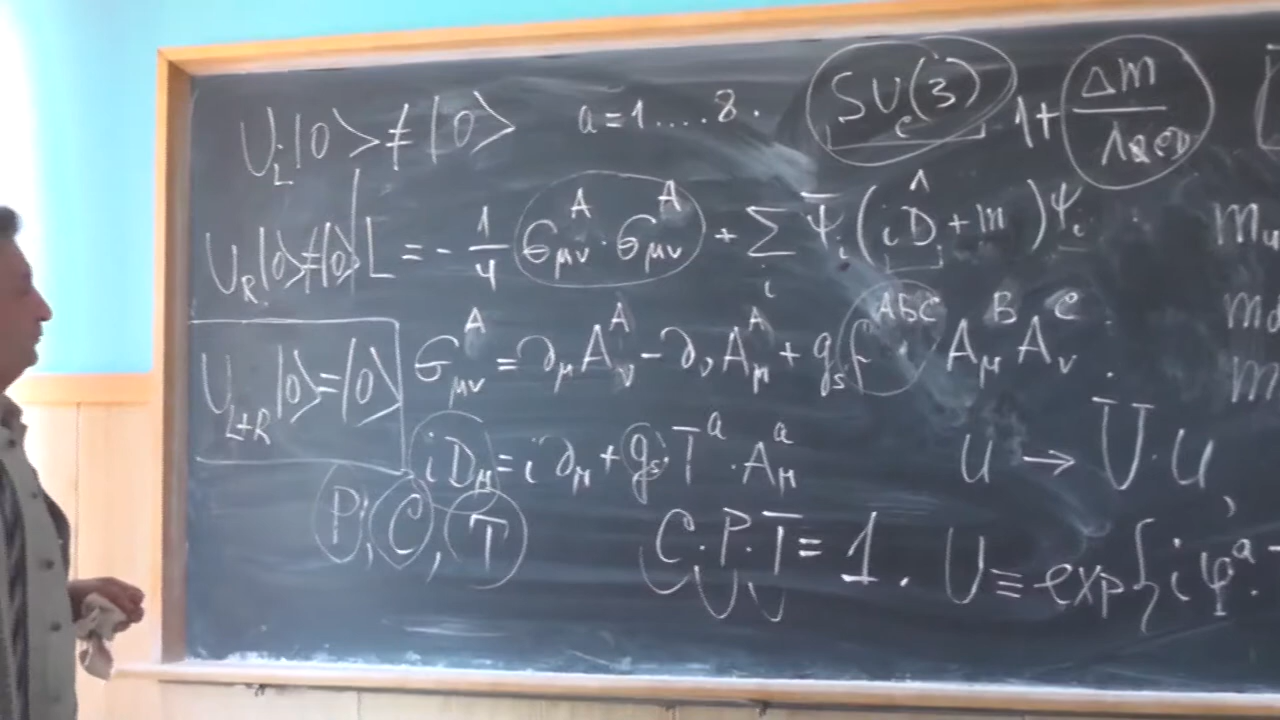 U_L|0> ≠ |0> a=1....8. SU_c(3) 1+ Δm/Λ_QCD
U_R|0>≠|0> L = -1/4 G^A_μν · G^A_μν + Σ_i Ψ̄_i (iD̂ + m)Ψ_i m_u
G^A_μν = ∂_μ A^A_ν - ∂_ν A^A_μ + g_s f^ABC A^B_μ A^C_ν . m_d
U_L+R |0>=|0> m
iD_μ = i∂_μ + g_s · T^a · A^a_μ u → U·u,
P, C, T C·P·T = 1. U ≡ exp{iφ^a ·